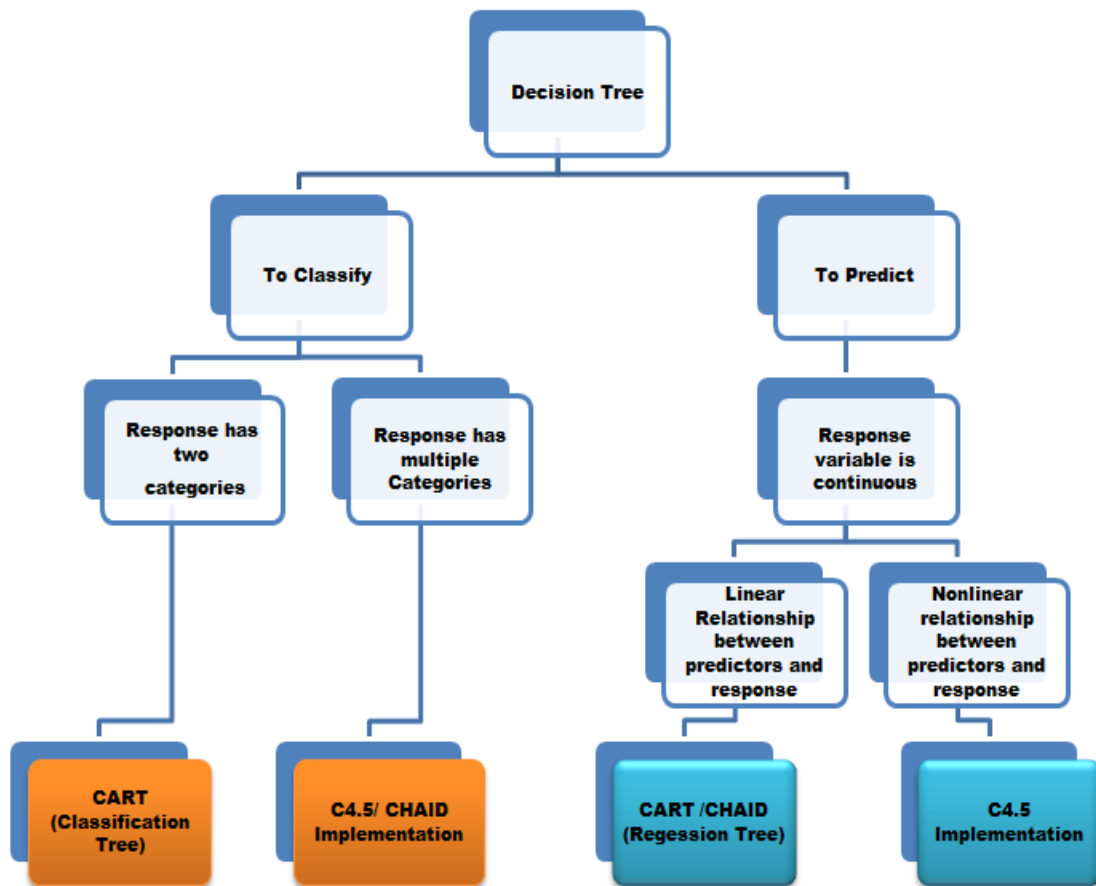 Decision Tree
To Classify
To Predict
Response has
two
categories
Response has
multiple
Categories
Response
variable is
continuous
Linear
Relationship
between
predictors and
response
Nonlinear
relationship
between
predictors and
response
CART
(Classification
Tree)
C4.5/ CHAID
Implementation
CART /CHAID
(Regression Tree)
C4.5
Implementation